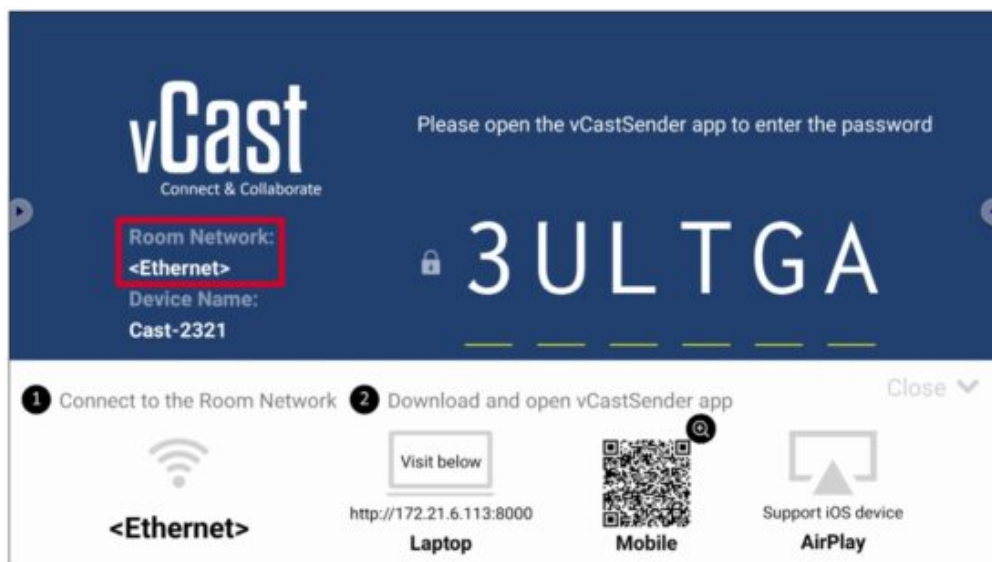 vCast
Connect & Collaborate
Please open the vCastSender app to enter the password
Room Network:
<Ethernet>
Device Name:
Cast-2321
3ULTGA
1 Connect to the Room Network
2 Download and open vCastSender app
Close
<Ethernet>
Visit below
http://172.21.6.113:8000
Laptop
Mobile
Support iOS device
AirPlay